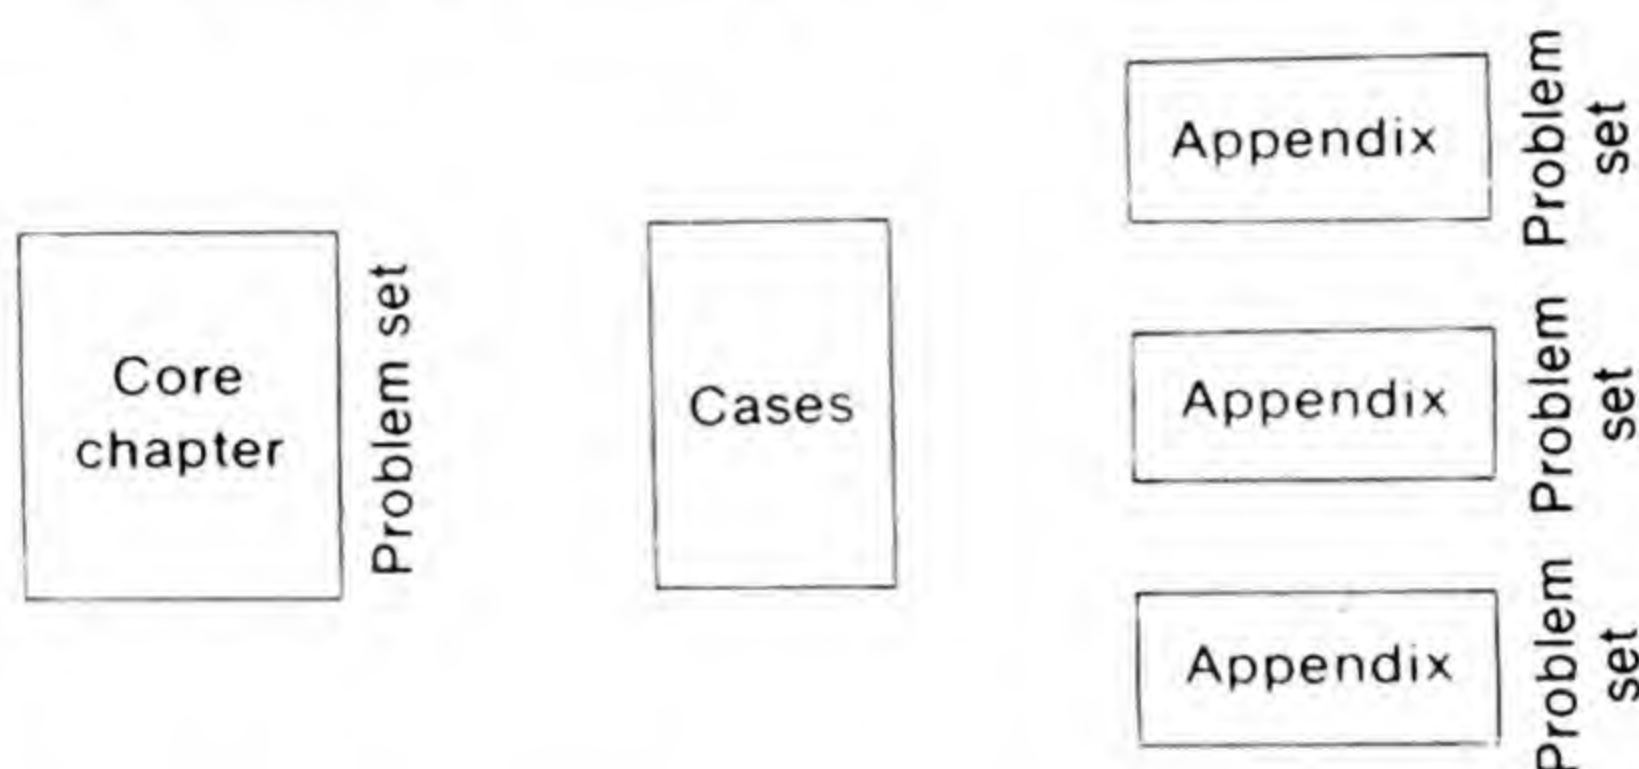 Core
chapter
Problem set
Cases
Appendix
Problem
set
Appendix
Problem
set
Appendix
Problem
set